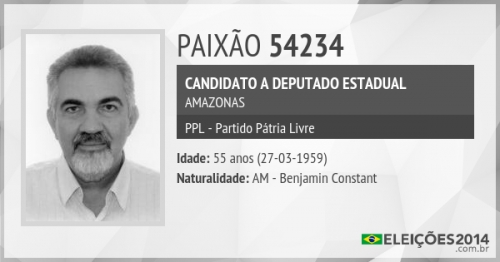 PAIXÃO 54234
CANDIDATO A DEPUTADO ESTADUAL
AMAZONAS
PPL - Partido Pátria Livre
Idade: 55 anos (27-03-1959)
Naturalidade: AM - Benjamin Constant
ELEIÇÕES2014
.com.br